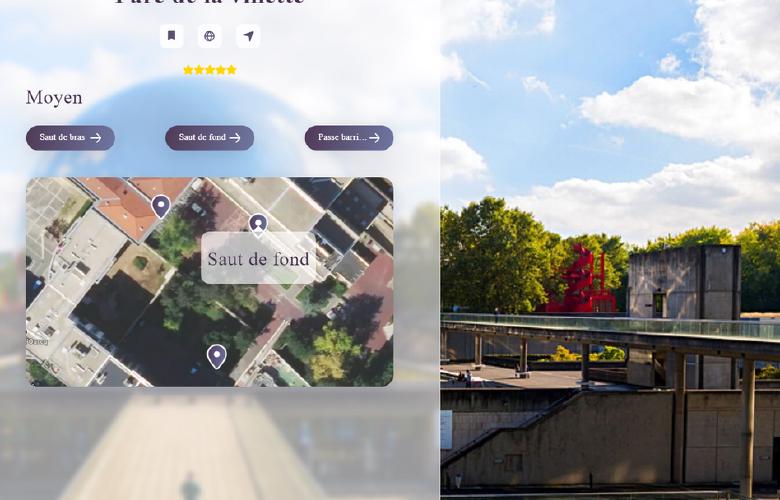 Parc de la villette
Moyen
Saut de bras
Saut de fond
Passe barri...
Saut de fond